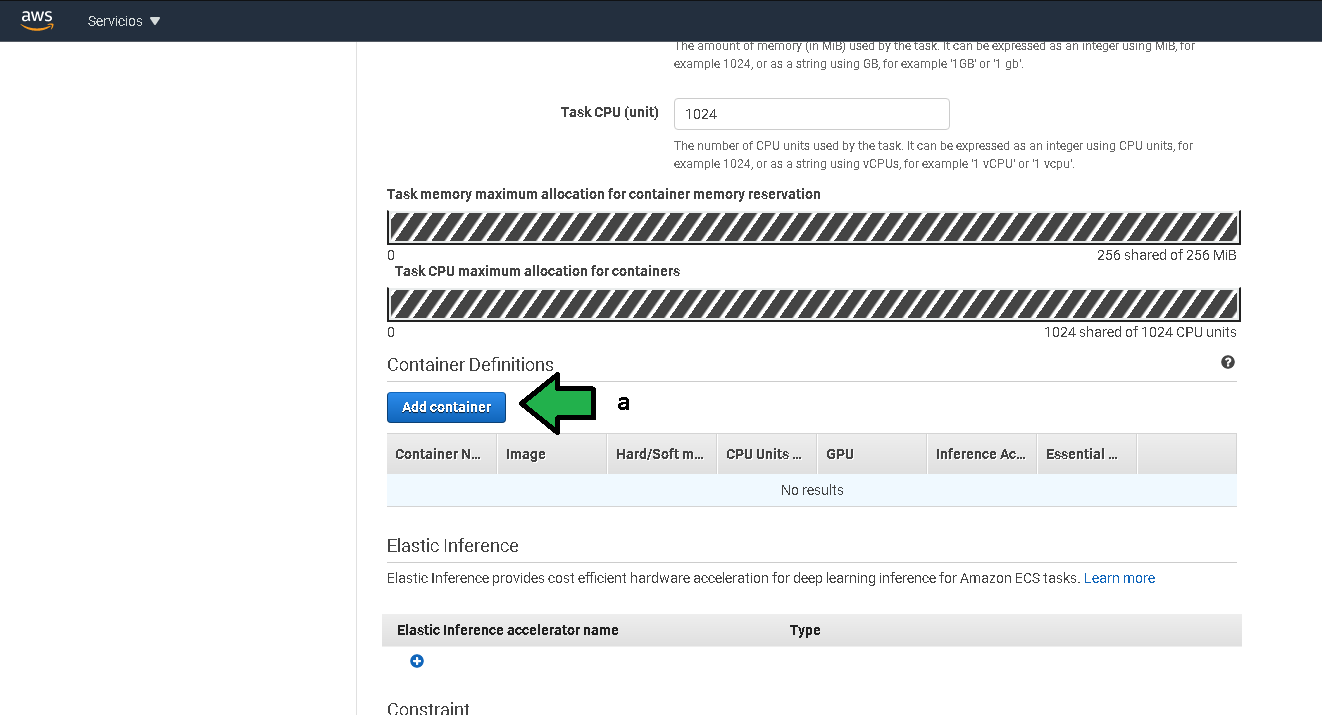 aws Servicios
The amount of memory (in MiB) used by the task. It can be expressed as an integer using MiB, for
example 1024, or as a string using GB, for example '1GB' or '1 gb'.
Task CPU (unit) 1024
The number of CPU units used by the task. It can be expressed as an integer using CPU units, for
example 1024, or as a string using vCPUs, for example '1 vCPU' or '1 vcpu'.
Task memory maximum allocation for container memory reservation
0 256 shared of 256 MiB
Task CPU maximum allocation for containers
0 1024 shared of 1024 CPU units
Container Definitions
Add container a
Container N... Image Hard/Soft m... CPU Units ... GPU Inference Ac... Essential ...
No results
Elastic Inference
Elastic Inference provides cost efficient hardware acceleration for deep learning inference for Amazon ECS tasks. Learn more
Elastic Inference accelerator name Type
Constraint